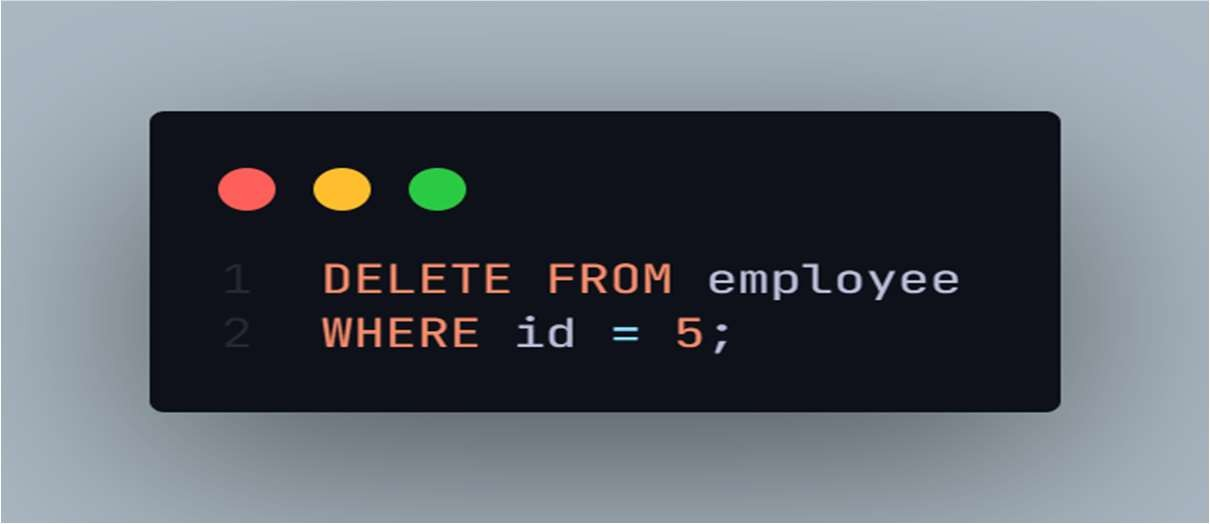 1 DELETE FROM employee
2 WHERE id = 5;